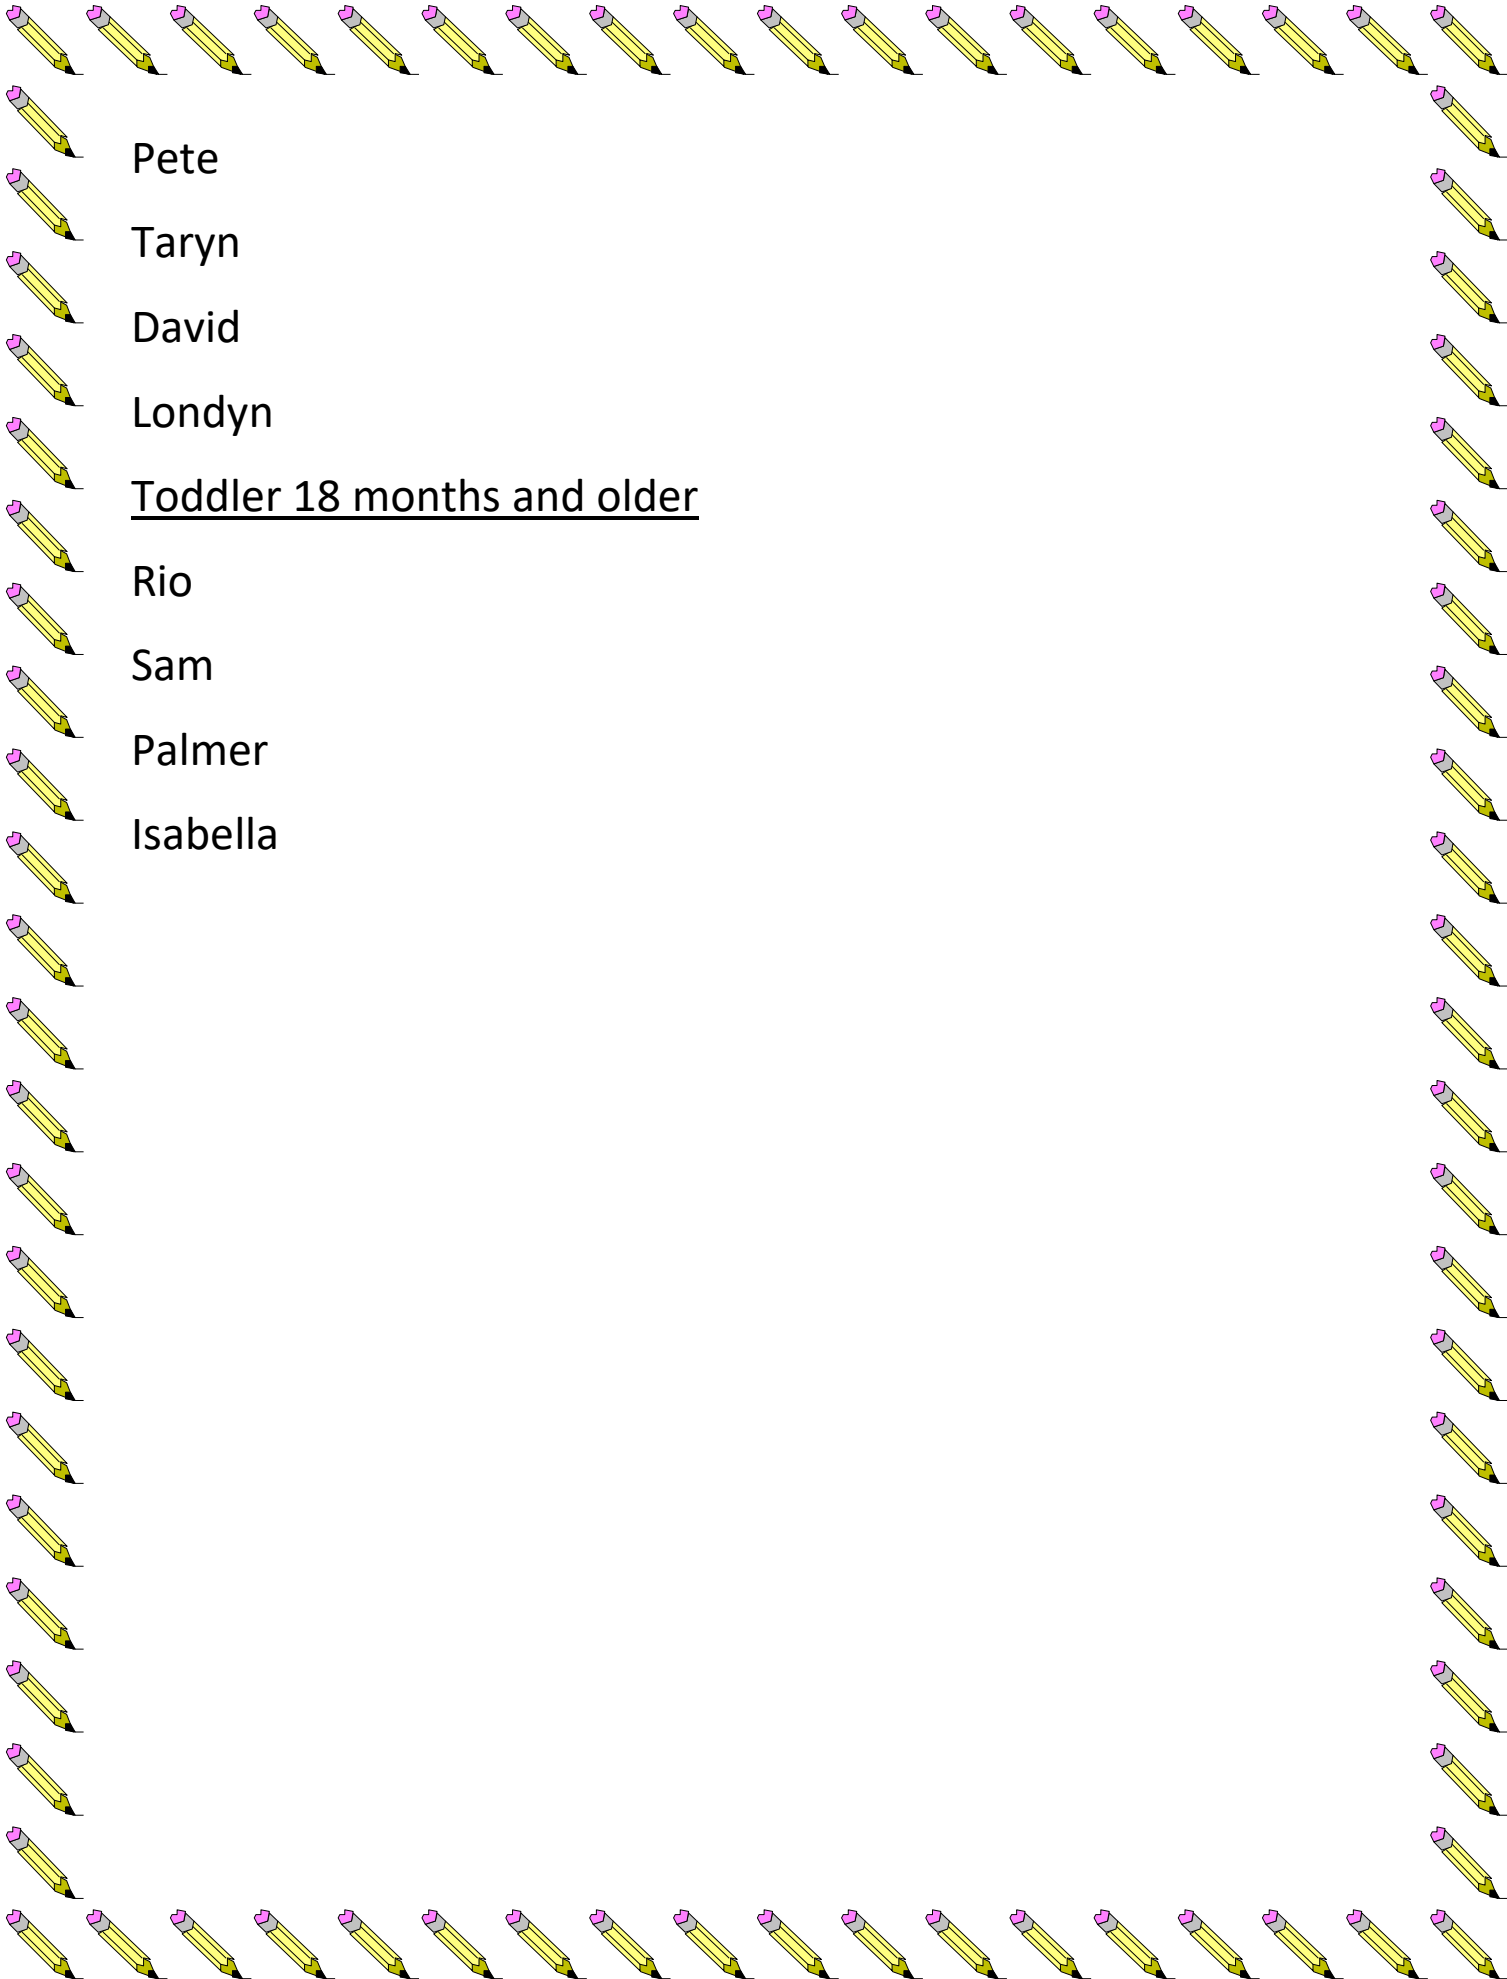 Pete
Taryn
David
Londyn
Toddler 18 months and older
Rio
Sam
Palmer
Isabella